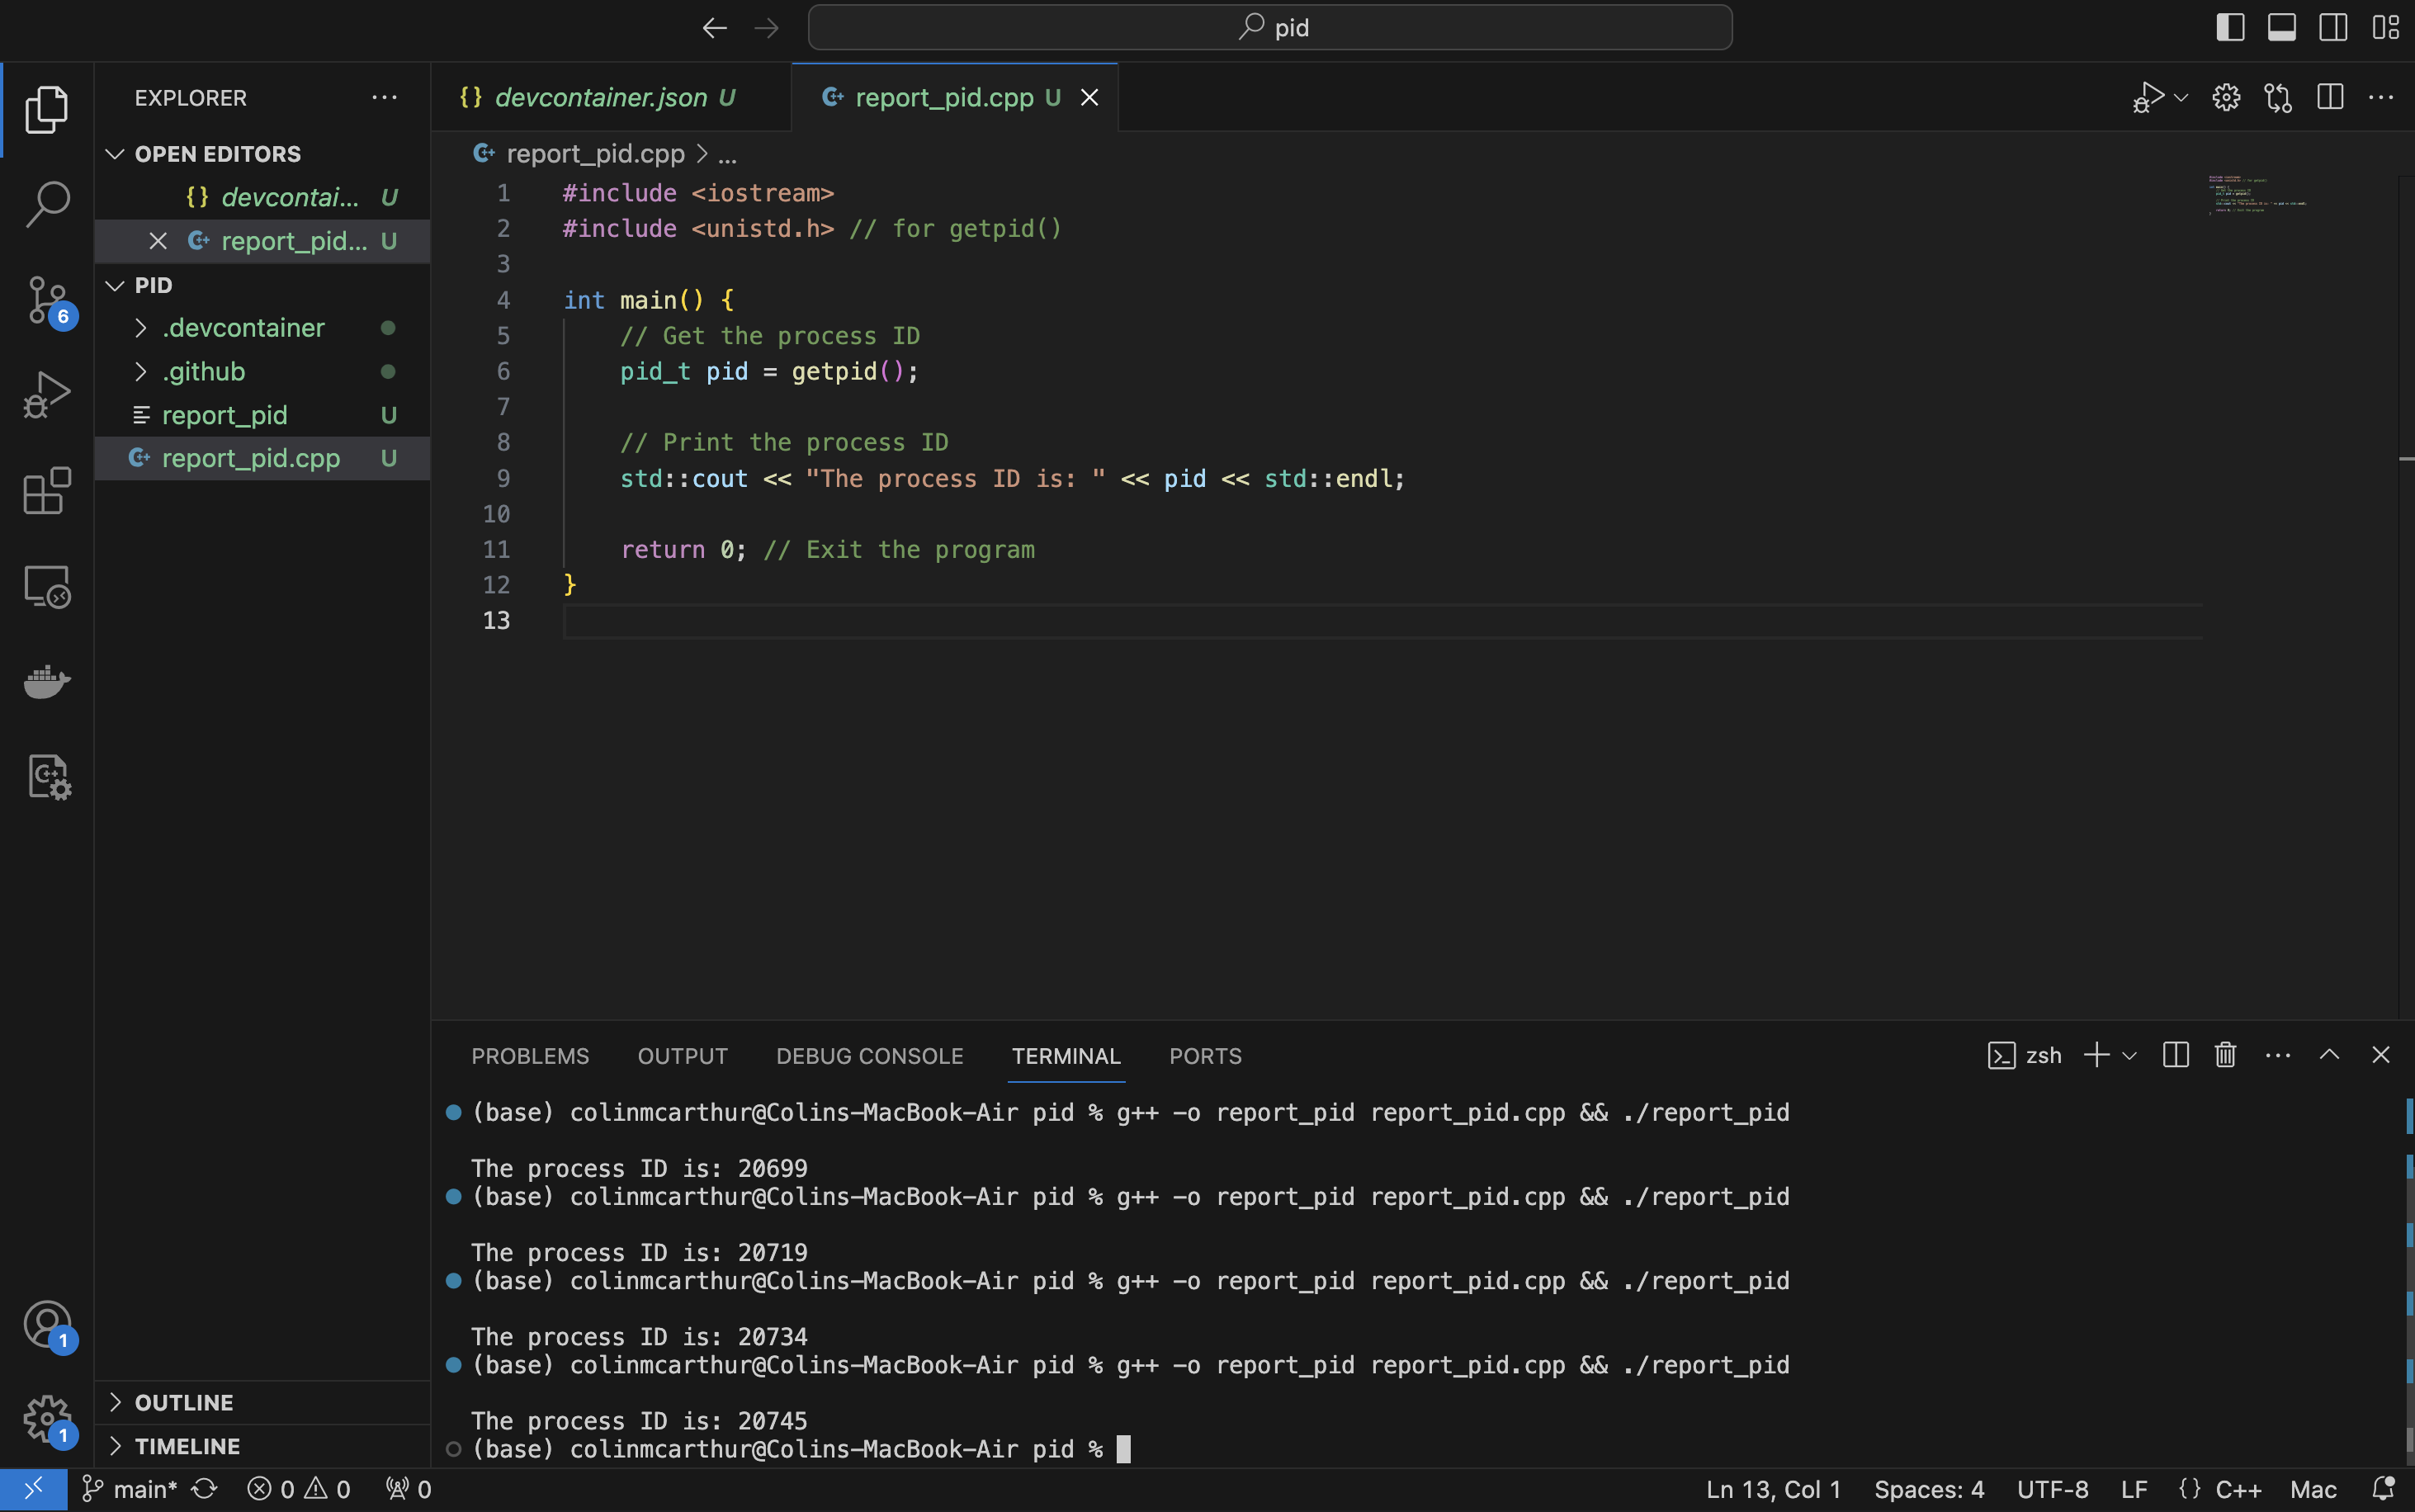 pid
EXPLORER
OPEN EDITORS
{} devcontai... U
report_pid... U
PID
.devcontainer
.github
report_pid U
report_pid.cpp U
OUTLINE
TIMELINE
6
1
1
{} devcontainer.json U
report_pid.cpp U
report_pid.cpp > ...
1 #include <iostream>
2 #include <unistd.h> // for getpid()
3
4 int main() {
5 // Get the process ID
6 pid_t pid = getpid();
7
8 // Print the process ID
9 std::cout << "The process ID is: " << pid << std::endl;
10
11 return 0; // Exit the program
12 }
13
PROBLEMS OUTPUT DEBUG CONSOLE TERMINAL PORTS
zsh
(base) colinmcarthur@Colins-MacBook-Air pid % g++ -o report_pid report_pid.cpp && ./report_pid
The process ID is: 20699
(base) colinmcarthur@Colins-MacBook-Air pid % g++ -o report_pid report_pid.cpp && ./report_pid
The process ID is: 20719
(base) colinmcarthur@Colins-MacBook-Air pid % g++ -o report_pid report_pid.cpp && ./report_pid
The process ID is: 20734
(base) colinmcarthur@Colins-MacBook-Air pid % g++ -o report_pid report_pid.cpp && ./report_pid
The process ID is: 20745
(base) colinmcarthur@Colins-MacBook-Air pid %
main* 0 0 0 Ln 13, Col 1 Spaces: 4 UTF-8 LF {} C++ Mac